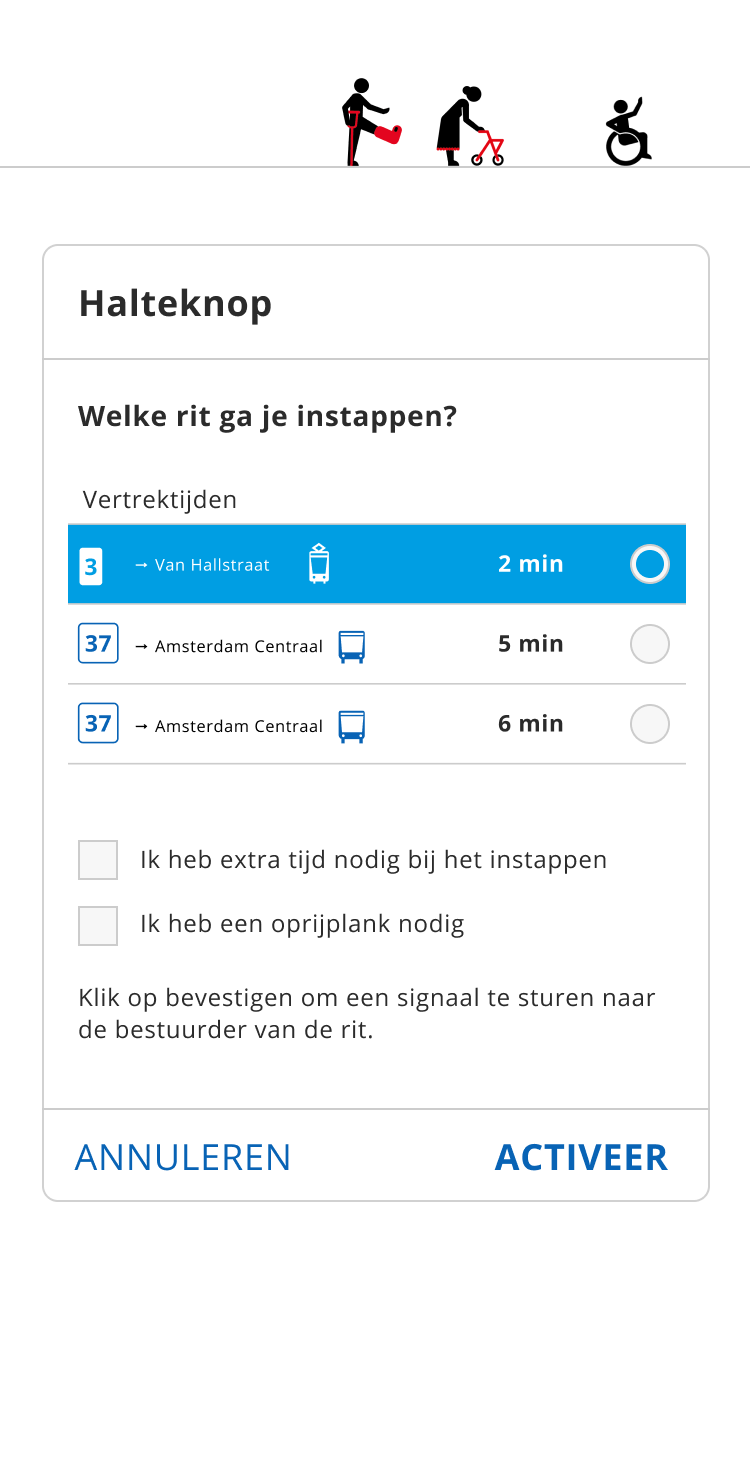 Halteknop
Welke rit ga je instappen?
Vertrektijden
3 → Van Hallstraat 2 min
37 → Amsterdam Centraal 5 min
37 → Amsterdam Centraal 6 min
Ik heb extra tijd nodig bij het instappen
Ik heb een oprijplank nodig
Klik op bevestigen om een signaal te sturen naar
de bestuurder van de rit.
ANNULEREN ACTIVEER